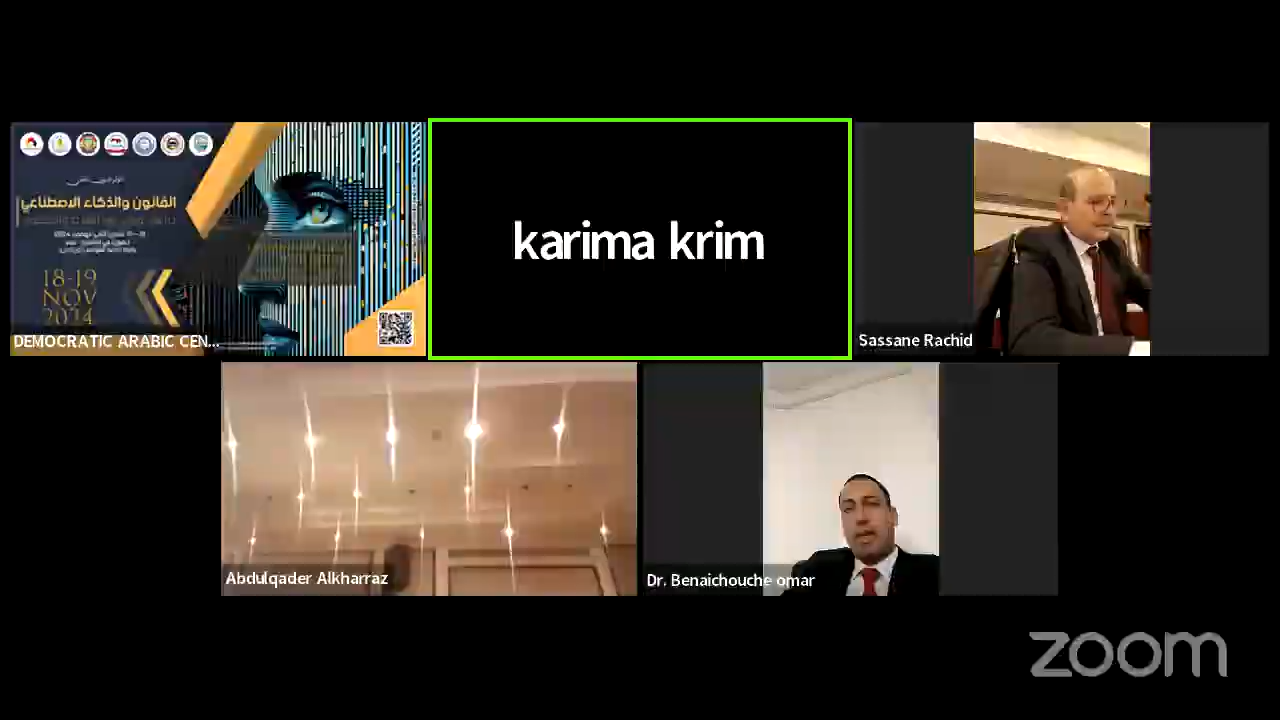 القانون والذكاء الاصطناعي
18-19
NOV
2024
DEMOCRATIC ARABIC CEN...
karima krim
Sassane Rachid
Abdulqader Alkharraz
Dr. Benaichouche omar
zoom